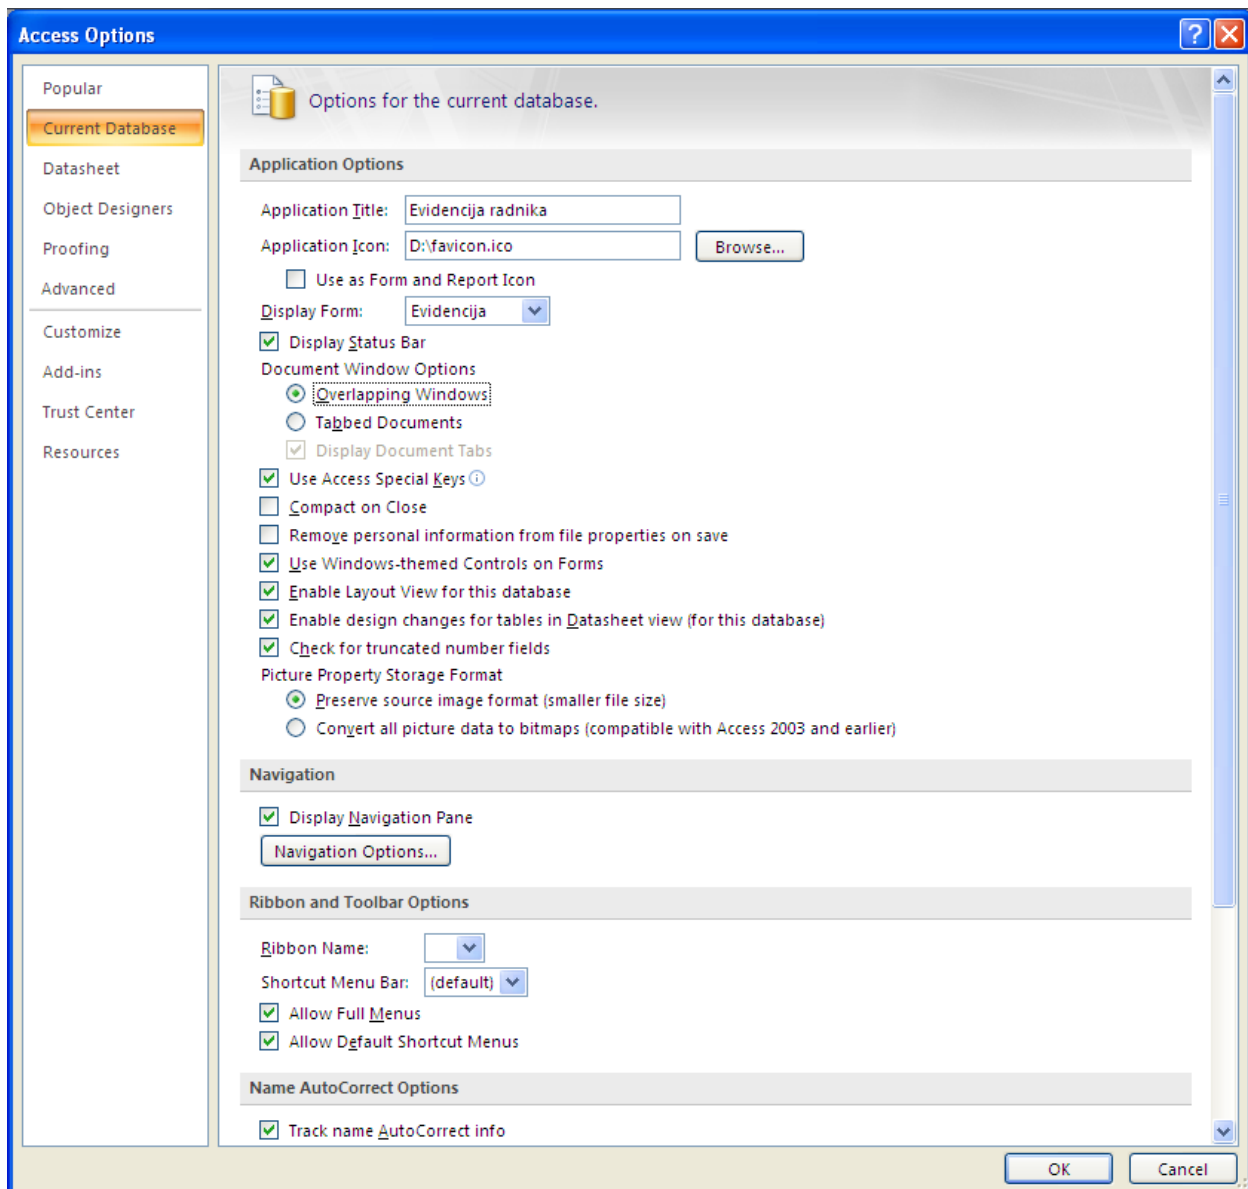 Access Options
Popular
Current Database
Datasheet
Object Designers
Proofing
Advanced
Customize
Add-ins
Trust Center
Resources
Options for the current database.
Application Options
Application Title: Evidencija radnika
Application Icon: D:\favicon.ico Browse...
Use as Form and Report Icon
Display Form: Evidencija
Display Status Bar
Document Window Options
Overlapping Windows
Tabbed Documents
Display Document Tabs
Use Access Special Keys
Compact on Close
Remove personal information from file properties on save
Use Windows-themed Controls on Forms
Enable Layout View for this database
Enable design changes for tables in Datasheet view (for this database)
Check for truncated number fields
Picture Property Storage Format
Preserve source image format (smaller file size)
Convert all picture data to bitmaps (compatible with Access 2003 and earlier)
Navigation
Display Navigation Pane
Navigation Options...
Ribbon and Toolbar Options
Ribbon Name:
Shortcut Menu Bar: (default)
Allow Full Menus
Allow Default Shortcut Menus
Name AutoCorrect Options
Track name AutoCorrect info
OK Cancel